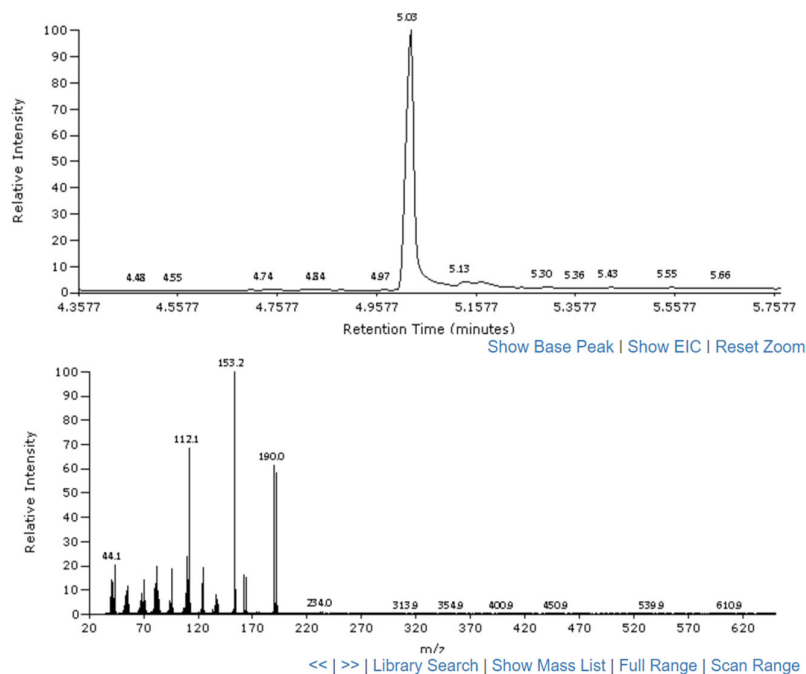 5.03
100
90
80
70
60
50
40
30
20
10
0
Relative Intensity
4.48 4.55 4.74 4.84 4.97 5.13 5.30 5.36 5.43 5.55 5.66
4.3577 4.5577 4.7577 4.9577 5.1577 5.3577 5.5577 5.7577
Retention Time (minutes)
Show Base Peak | Show EIC | Reset Zoom
153.2
100
90
80
70
60
50
40
30
20
10
0
Relative Intensity
112.1
190.0
44.1
234.0 313.9 354.9 400.9 450.9 539.9 610.9
20 70 120 170 220 270 320 370 420 470 520 570 620
m/z
<< | >> | Library Search | Show Mass List | Full Range | Scan Range